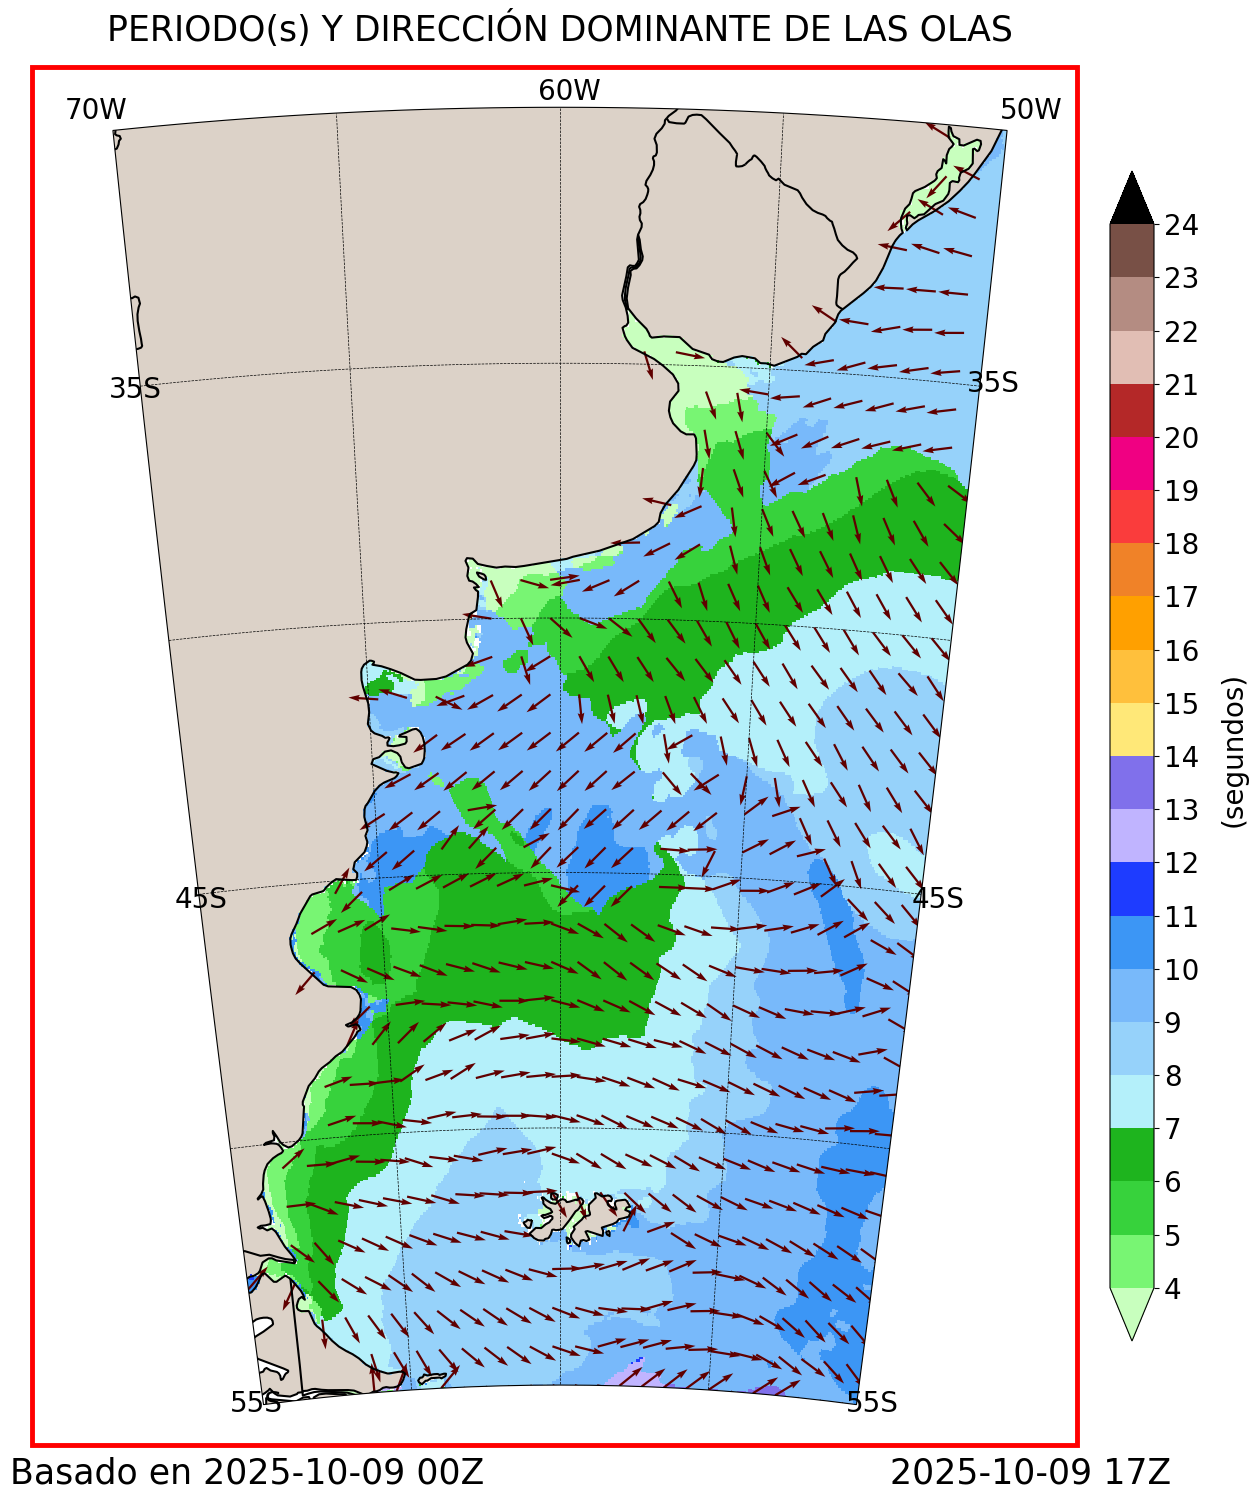 PERIODO(s) Y DIRECCIÓN DOMINANTE DE LAS OLAS
70W
60W
50W
35S
35S
45S
45S
55S
55S
24
23
22
21
20
19
18
17
16
15
14
13
12
11
10
9
8
7
6
5
4
(segundos)
Basado en 2025-10-09 00Z
2025-10-09 17Z